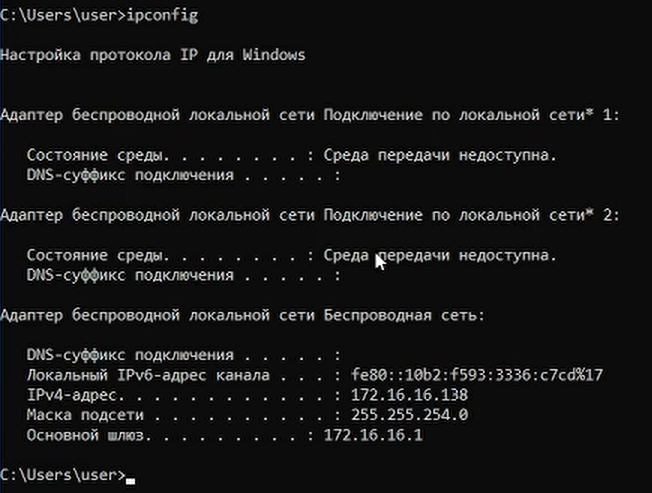 C:\Users\user>ipconfig
Настройка протокола IP для Windows
Адаптер беспроводной локальной сети Подключение по локальной сети* 1:
Состояние среды. . . . . . . . : Среда передачи недоступна.
DNS-суффикс подключения . . . . . :
Адаптер беспроводной локальной сети Подключение по локальной сети* 2:
Состояние среды. . . . . . . . : Среда передачи недоступна.
DNS-суффикс подключения . . . . . :
Адаптер беспроводной локальной сети Беспроводная сеть:
DNS-суффикс подключения . . . . . :
Локальный IPv6-адрес канала . . . : fe80::10b2:f593:3336:c7cd%17
IPv4-адрес. . . . . . . . . . . . : 172.16.16.138
Маска подсети . . . . . . . . . . : 255.255.254.0
Основной шлюз. . . . . . . . . : 172.16.16.1
C:\Users\user>